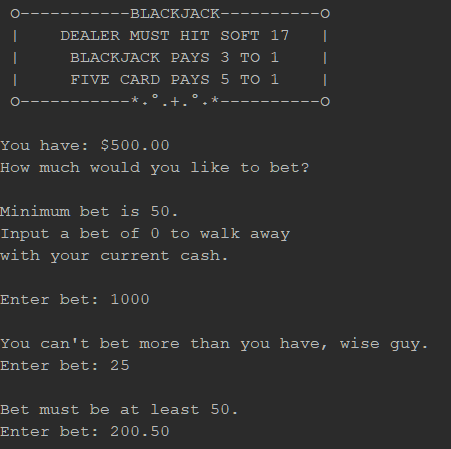 O-----------BLACKJACK----------O
|    DEALER MUST HIT SOFT 17   |
|     BLACKJACK PAYS 3 TO 1    |
|     FIVE CARD PAYS 5 TO 1    |
O-----------*˖°.+.°˖*----------O
You have: $500.00
How much would you like to bet?
Minimum bet is 50.
Input a bet of 0 to walk away
with your current cash.
Enter bet: 1000
You can't bet more than you have, wise guy.
Enter bet: 25
Bet must be at least 50.
Enter bet: 200.50